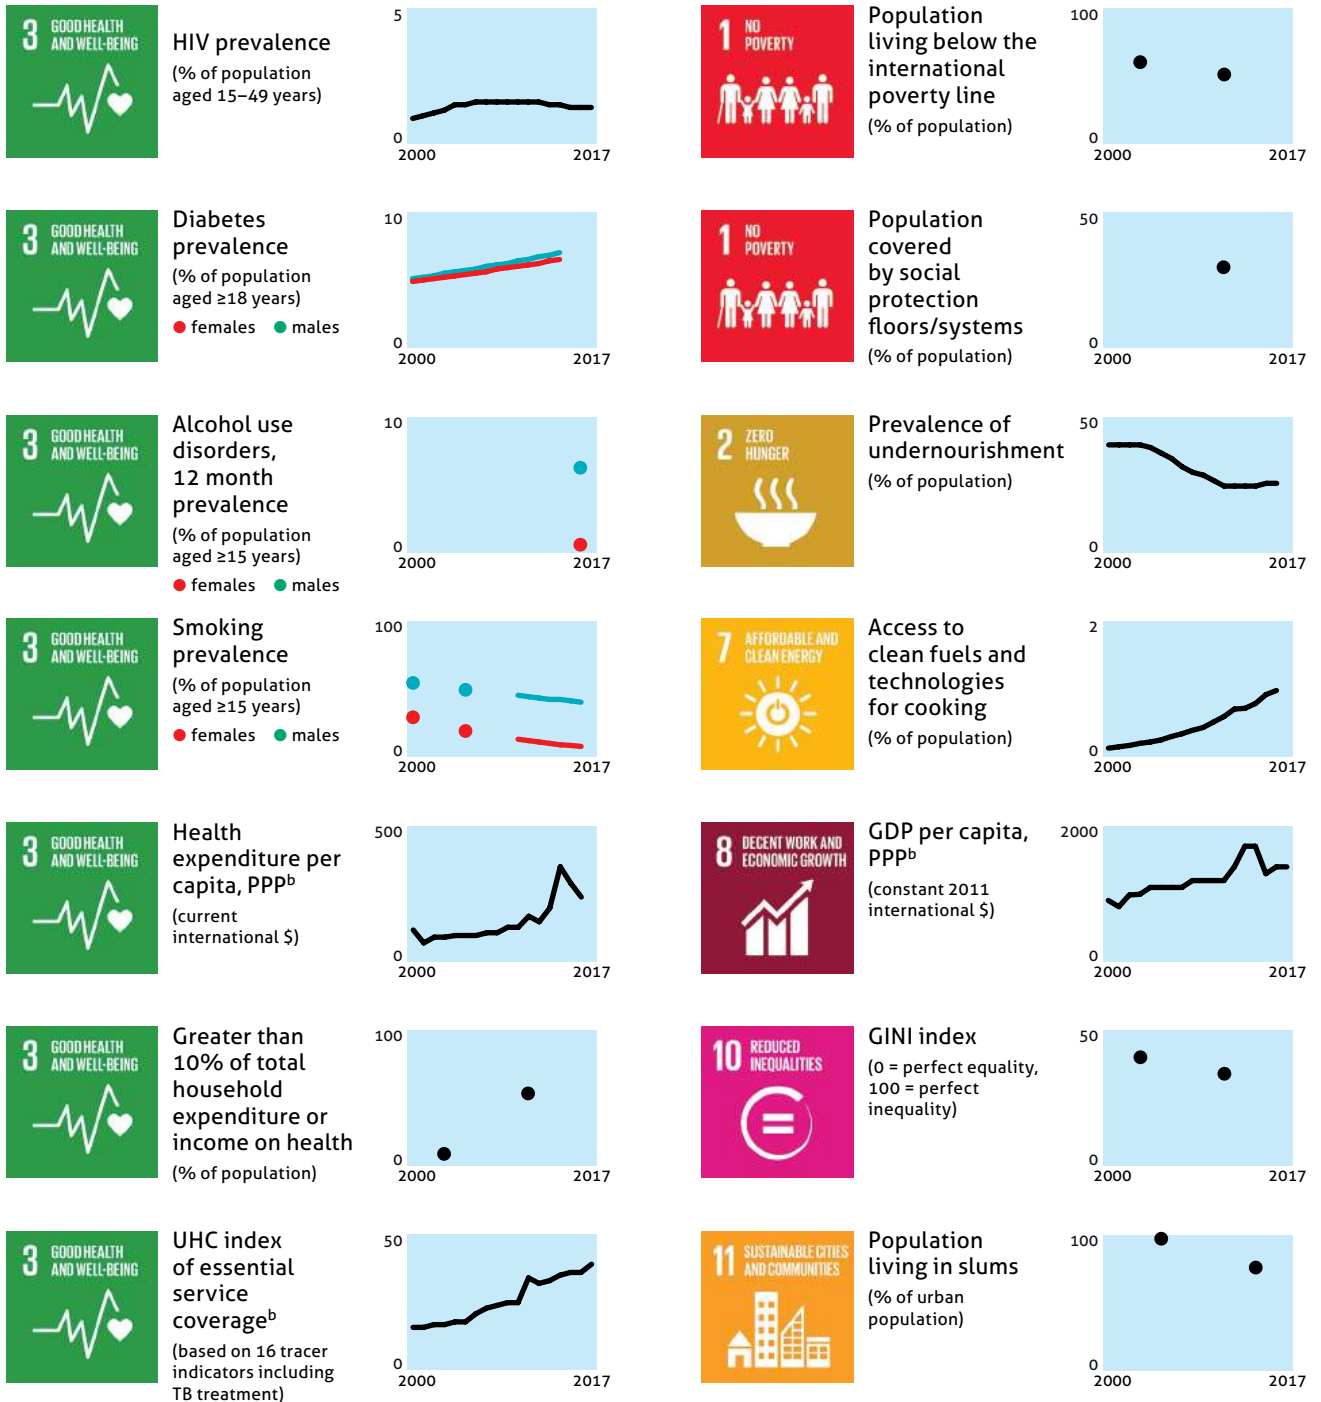 3 GOOD HEALTH
AND WELL-BEING
HIV prevalence
(% of population
aged 15–49 years)
5
0
2000 2017
3 GOOD HEALTH
AND WELL-BEING
Diabetes
prevalence
(% of population
aged ≥18 years)
females males
10
0
2000 2017
3 GOOD HEALTH
AND WELL-BEING
Alcohol use
disorders,
12 month
prevalence
(% of population
aged ≥15 years)
females males
10
0
2000 2017
3 GOOD HEALTH
AND WELL-BEING
Smoking
prevalence
(% of population
aged ≥15 years)
females males
100
0
2000 2017
3 GOOD HEALTH
AND WELL-BEING
Health
expenditure per
capita, PPPᵇ
(current
international $)
500
0
2000 2017
3 GOOD HEALTH
AND WELL-BEING
Greater than
10% of total
household
expenditure or
income on health
(% of population)
100
0
2000 2017
3 GOOD HEALTH
AND WELL-BEING
UHC index
of essential
service
coverageᵇ
(based on 16 tracer
indicators including
TB treatment)
50
0
2000 2017
1 NO
POVERTY
Population
living below the
international
poverty line
(% of population)
100
0
2000 2017
1 NO
POVERTY
Population
covered
by social
protection
floors/systems
(% of population)
50
0
2000 2017
2 ZERO
HUNGER
Prevalence of
undernourishment
(% of population)
50
0
2000 2017
7 AFFORDABLE AND
CLEAN ENERGY
Access to
clean fuels and
technologies
for cooking
(% of population)
2
0
2000 2017
8 DECENT WORK AND
ECONOMIC GROWTH
GDP per capita,
PPPᵇ
(constant 2011
international $)
2000
0
2000 2017
10 REDUCED
INEQUALITIES
GINI index
(0 = perfect equality,
100 = perfect
inequality)
50
0
2000 2017
11 SUSTAINABLE CITIES
AND COMMUNITIES
Population
living in slums
(% of urban
population)
100
0
2000 2017